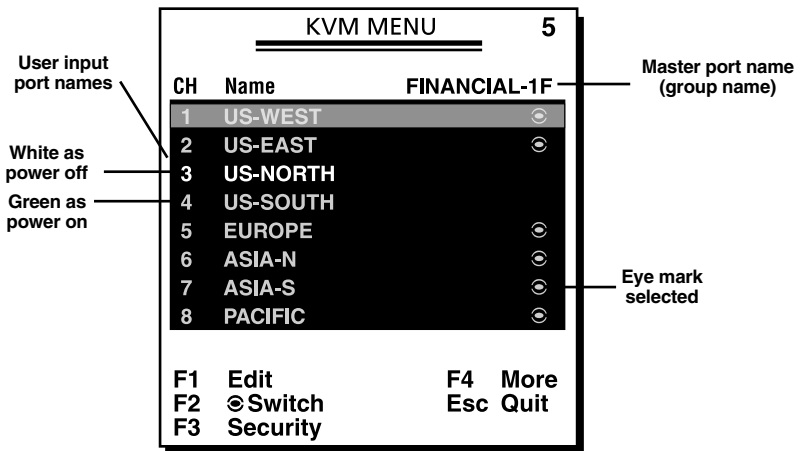 KVM MENU 5
User input
port names
CH Name FINANCIAL-1F
Master port name
(group name)
1 US-WEST
2 US-EAST
White as
power off
3 US-NORTH
Green as
power on
4 US-SOUTH
5 EUROPE
6 ASIA-N
7 ASIA-S
Eye mark
selected
8 PACIFIC
F1 Edit F4 More
F2 Switch Esc Quit
F3 Security